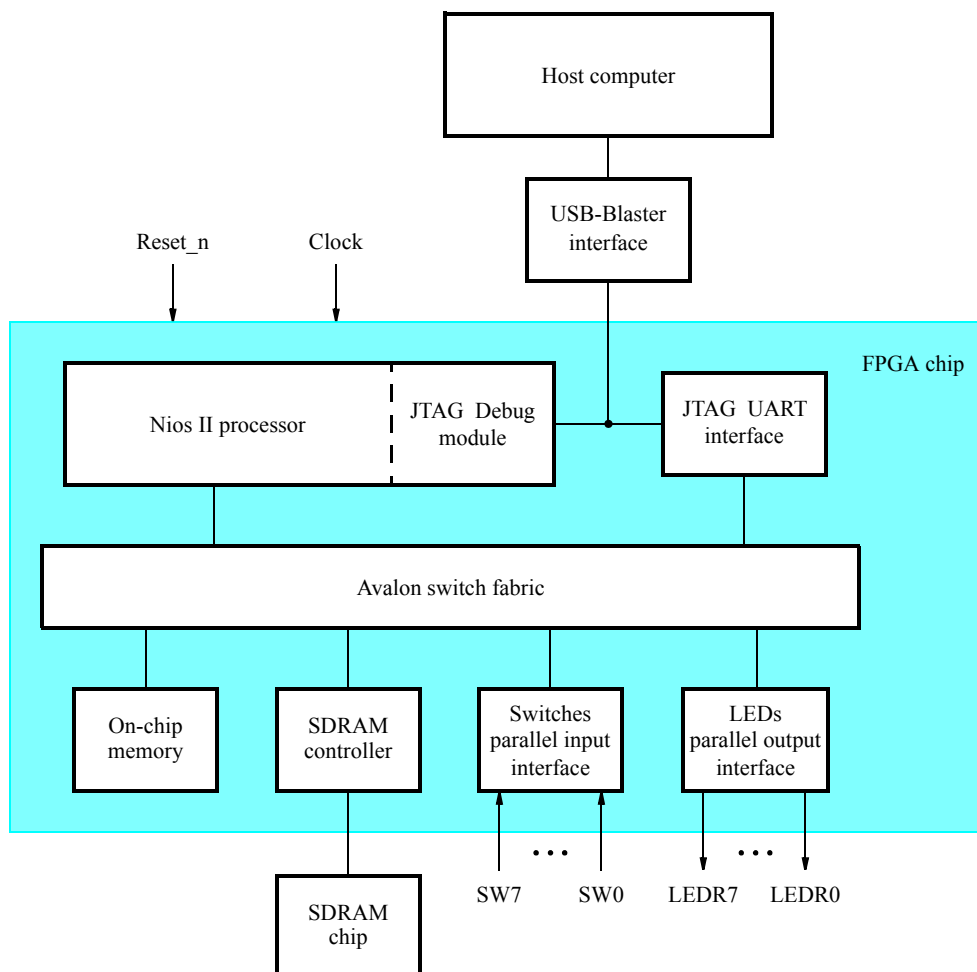 Host computer
USB-Blaster
interface
Reset_n
Clock
FPGA chip
Nios II processor
JTAG Debug
module
JTAG UART
interface
Avalon switch fabric
On-chip
memory
SDRAM
controller
Switches
parallel input
interface
LEDs
parallel output
interface
SW7
SW0
LEDR7
LEDR0
SDRAM
chip